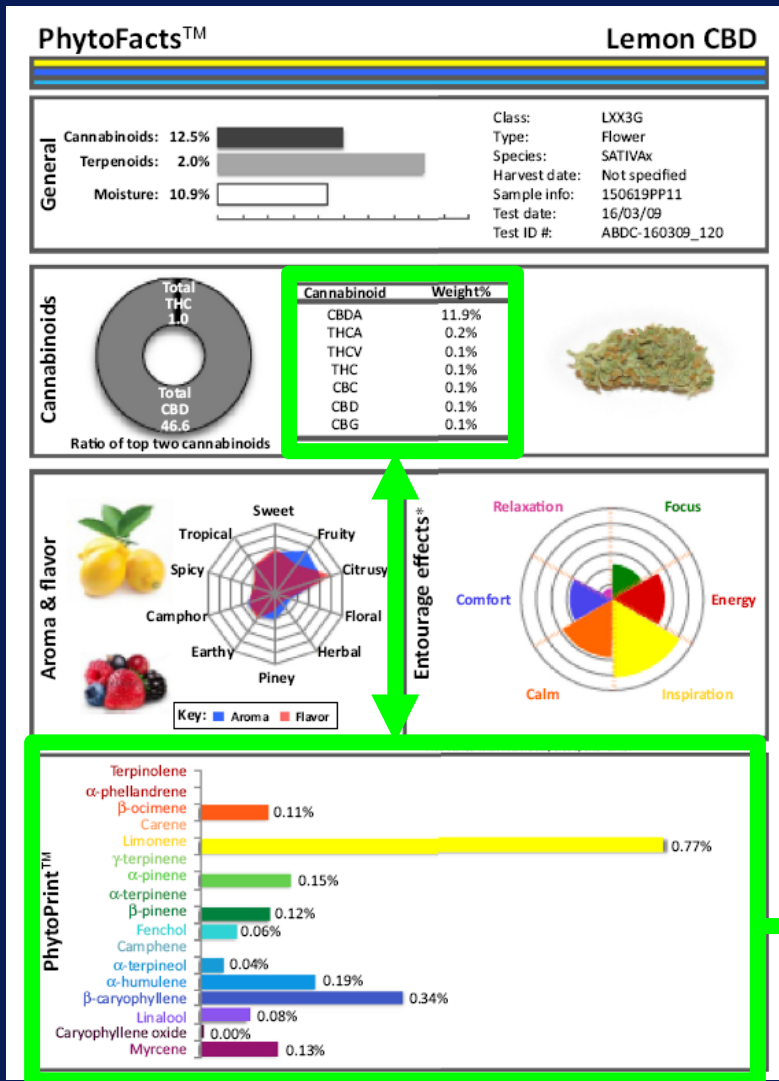 PhytoFacts™ Lemon CBD
General
Cannabinoids: 12.5%
Terpenoids: 2.0%
Moisture: 10.9%
Class: LXX3G
Type: Flower
Species: SATIVAx
Harvest date: Not specified
Sample info: 150619PP11
Test date: 16/03/09
Test ID #: ABDC-160309_120
Cannabinoids
Total
THC
1.0
Total
CBD
46.6
Ratio of top two cannabinoids
Cannabinoid Weight%
CBDA 11.9%
THCA 0.2%
THCV 0.1%
THC 0.1%
CBC 0.1%
CBD 0.1%
CBG 0.1%
Aroma & flavor
Sweet
Fruity
Citrusy
Floral
Herbal
Piney
Earthy
Camphor
Spicy
Tropical
Key: Aroma Flavor
Entourage effects*
Relaxation
Focus
Comfort
Energy
Calm
Inspiration
PhytoPrint™
Terpinolene
α-phellandrene
β-ocimene 0.11%
Carene
Limonene 0.77%
γ-terpinene
α-pinene 0.15%
α-terpinene
β-pinene 0.12%
Fenchol 0.06%
Camphene
α-terpineol 0.04%
α-humulene 0.19%
β-caryophyllene 0.34%
Linalool 0.08%
Caryophyllene oxide 0.00%
Myrcene 0.13%